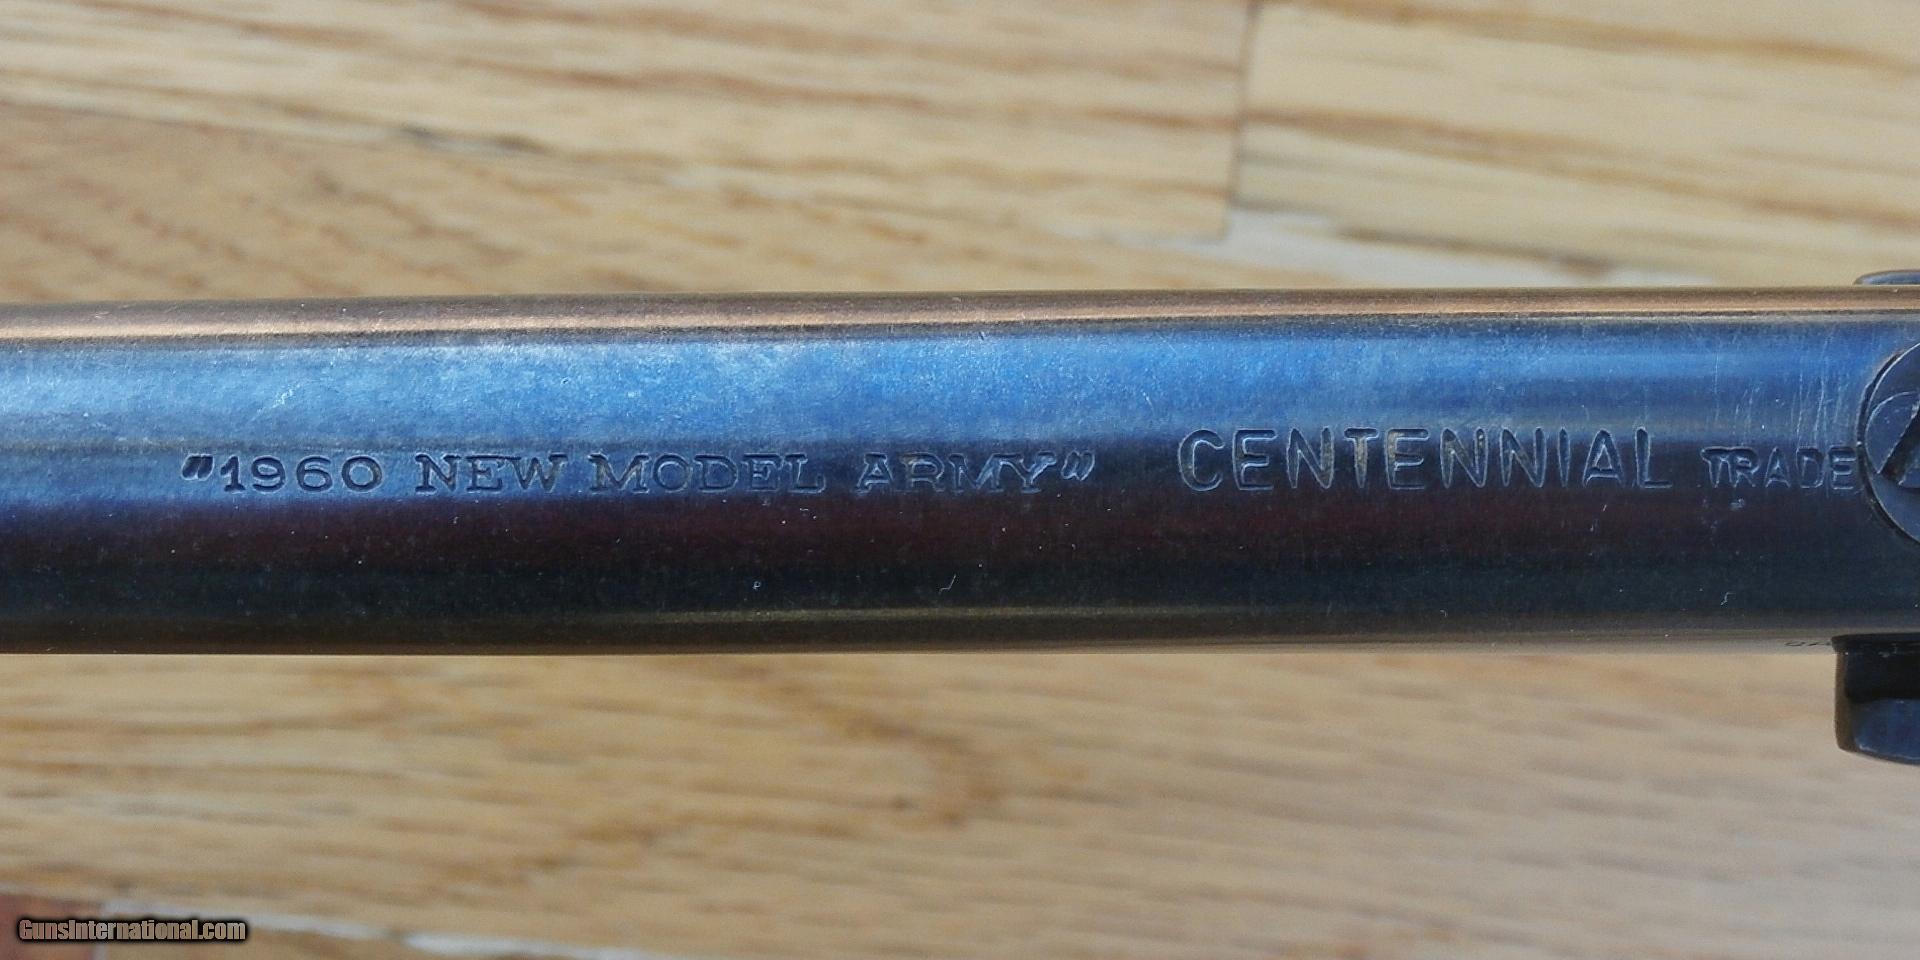 "1960 NEW MODEL ARMY" CENTENNIAL TRADE
GunsInternational.com